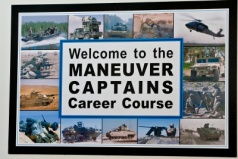 Welcome to the
MANEUVER
CAPTAINS
Career Course